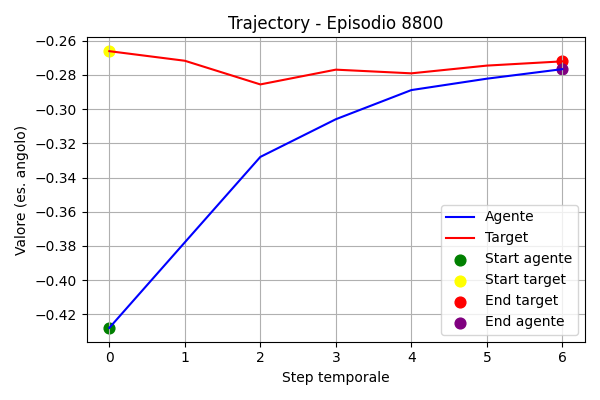 Trajectory - Episodio 8800
Valore (es. angolo)
−0.26
−0.28
−0.30
−0.32
−0.34
−0.36
−0.38
−0.40
−0.42
0 1 2 3 4 5 6
Step temporale
Agente
Target
Start agente
Start target
End target
End agente